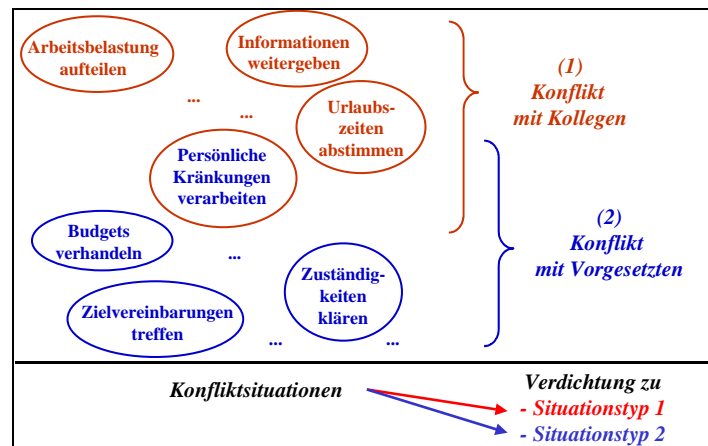 Arbeitsbelastung
aufteilen
Informationen
weitergeben
...
...
Urlaubs-
zeiten
abstimmen
(1)
Konflikt
mit Kollegen
Persönliche
Kränkungen
verarbeiten
Budgets
verhandeln
...
Zuständig-
keiten
klären
(2)
Konflikt
mit Vorgesetzten
Zielvereinbarungen
treffen
...
...
Konfliktsituationen
Verdichtung zu
- Situationstyp 1
- Situationstyp 2